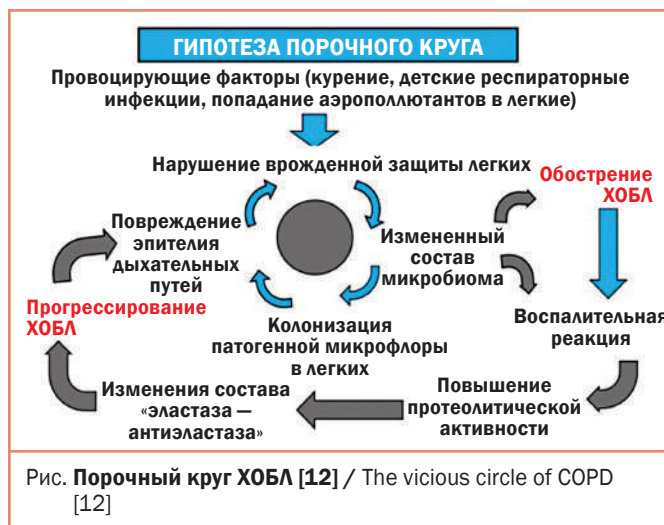 ГИПОТЕЗА ПОРОЧНОГО КРУГА
Провоцирующие факторы (курение, детские респираторные
инфекции, попадание аэрополлютантов в легкие)
Нарушение врожденной защиты легких
Обострение
ХОБЛ
Повреждение
эпителия
дыхательных
путей
Измененный
состав
микробиома
Прогрессирование
ХОБЛ
Колонизация
патогенной микрофлоры
в легких
Воспалительная
реакция
Изменения состава
«эластаза —
антиэластаза»
Повышение
протеолитической
активности
Рис. Порочный круг ХОБЛ [12] / The vicious circle of COPD
[12]